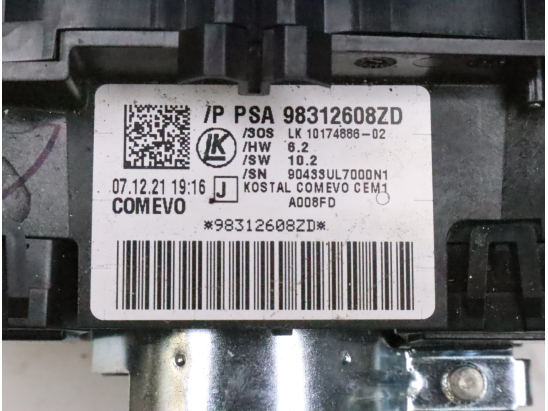 /P PSA 98312608ZD
LK
/SOS LK 10174886-02
/HW 6.2
/SW 10.2
/SN 90433UL7000N1
07.12.21 19:16 J KOSTAL COMEVO CEM1
COMEVO A008FD
*98312608ZD*